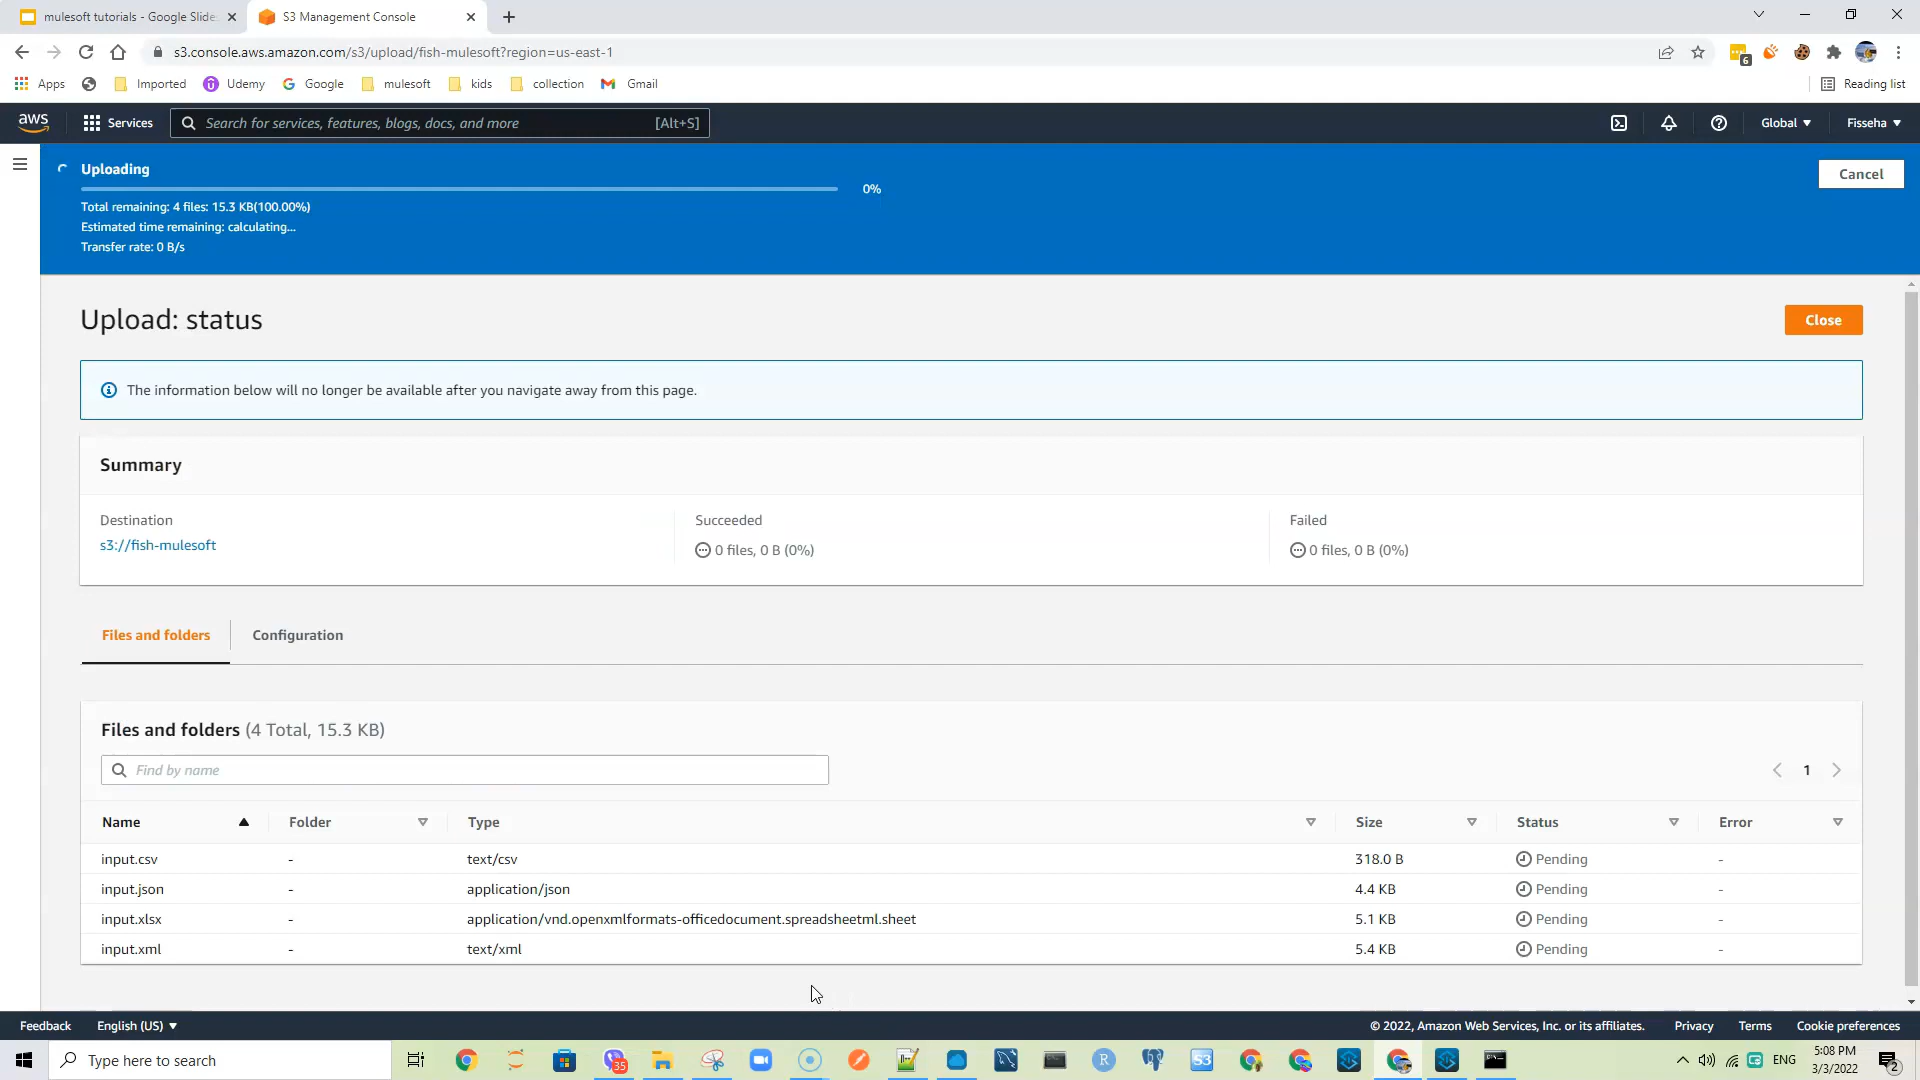 mulesoft tutorials - Google Slide
S3 Management Console
s3.console.aws.amazon.com/s3/upload/fish-mulesoft?region=us-east-1
6
Apps
Imported
Udemy
Google
mulesoft
kids
collection
Gmail
Reading list
aws
Services
Search for services, features, blogs, docs, and more
[Alt+S]
Global
Fisseha
Uploading
Cancel
0%
Total remaining: 4 files: 15.3 KB(100.00%)
Estimated time remaining: calculating...
Transfer rate: 0 B/s
Upload: status
Close
The information below will no longer be available after you navigate away from this page.
Summary
Destination
Succeeded
Failed
s3://fish-mulesoft
0 files, 0 B (0%)
0 files, 0 B (0%)
Files and folders
Configuration
Files and folders (4 Total, 15.3 KB)
Find by name
1
Name Folder Type Size Status Error
input.csv - text/csv 318.0 B Pending -
input.json - application/json 4.4 KB Pending -
input.xlsx - application/vnd.openxmlformats-officedocument.spreadsheetml.sheet 5.1 KB Pending -
input.xml - text/xml 5.4 KB Pending -
Feedback
English (US)
© 2022, Amazon Web Services, Inc. or its affiliates.
Privacy
Terms
Cookie preferences
Type here to search
35
R
S3
ENG
5:08 PM
3/3/2022
2